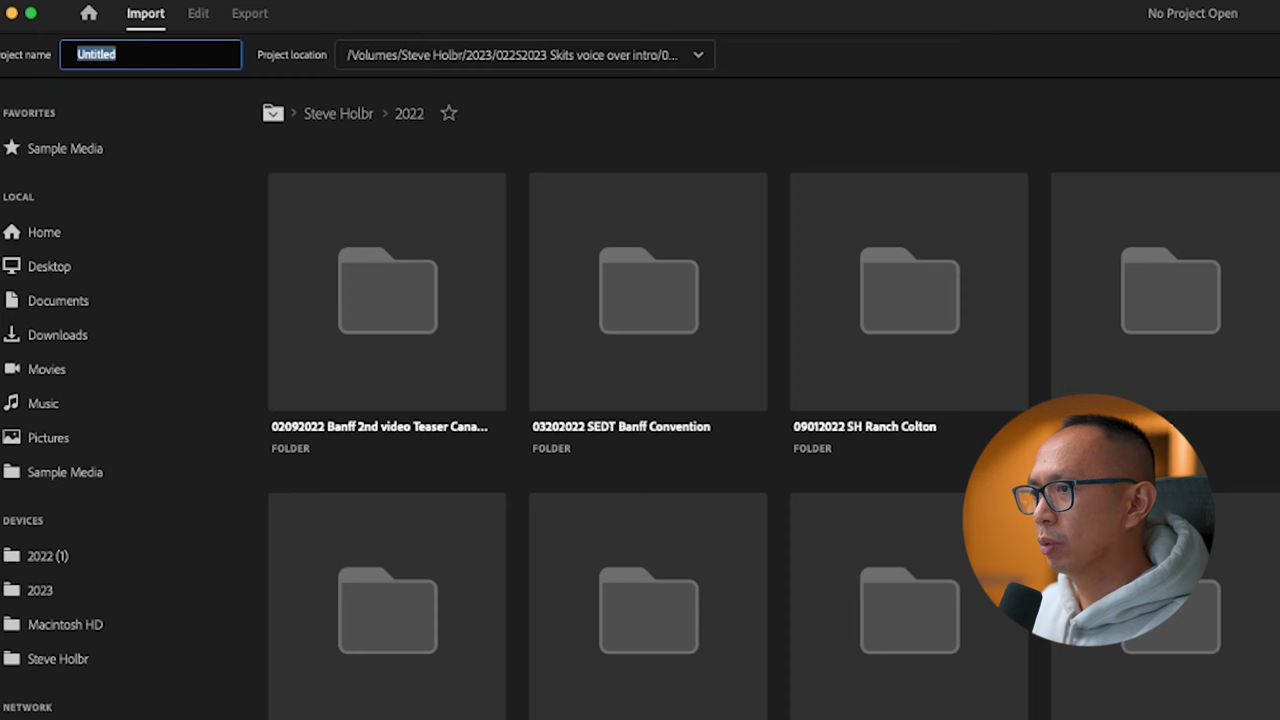 Import Edit Export No Project Open
oject name Untitled Project location /Volumes/Steve Holbr/2023/02252023 Skits voice over intro/0...
FAVORITES
Steve Holbr > 2022
Sample Media
LOCAL
Home
Desktop
Documents
Downloads
Movies
Music
02092022 Banff 2nd video Teaser Cana... 03202022 SEDT Banff Convention 09012022 SH Ranch Colton
Pictures
FOLDER FOLDER FOLDER
Sample Media
DEVICES
2022 (1)
2023
Macintosh HD
Steve Holbr
NETWORK